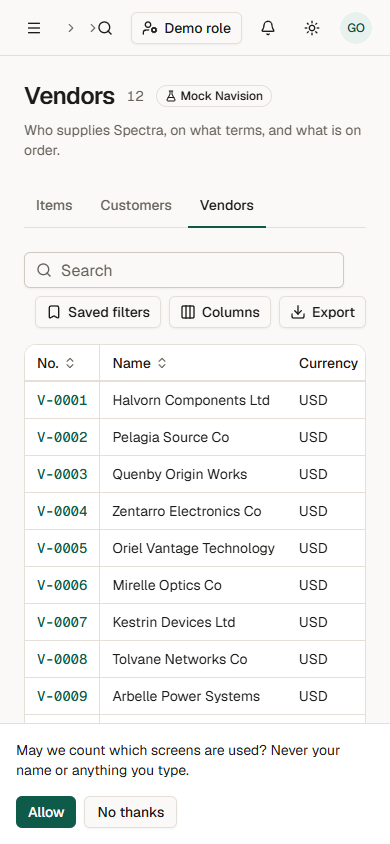 Demo role
GO
Vendors 12 Mock Navision
Who supplies Spectra, on what terms, and what is on
order.
Items Customers Vendors
Search
Saved filters Columns Export
No. Name Currency
V-0001 Halvorn Components Ltd USD
V-0002 Pelagia Source Co USD
V-0003 Quenby Origin Works USD
V-0004 Zentarro Electronics Co USD
V-0005 Oriel Vantage Technology USD
V-0006 Mirelle Optics Co USD
V-0007 Kestrin Devices Ltd USD
V-0008 Tolvane Networks Co USD
V-0009 Arbelle Power Systems USD
May we count which screens are used? Never your
name or anything you type.
Allow No thanks